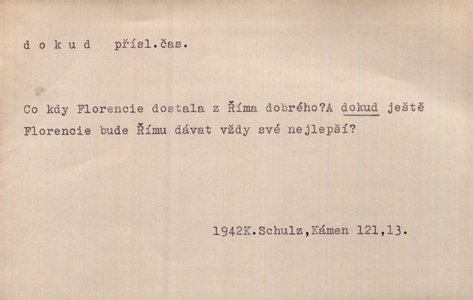 d o k u d přísl.čas.
Co kdy Florencie dostala z Říma dobrého?A dokud ještě
Florencie bude Římu dávat vždy své nejlepší?
1942K.Schulz,Kámen 121,13.